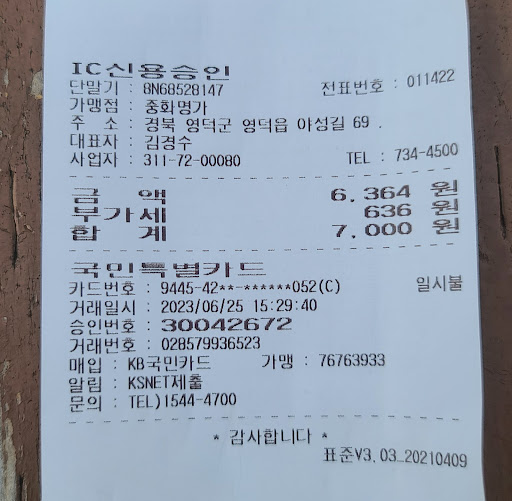 IC신용승인
단말기 : 8N68528147 전표번호 : 011422
가맹점 : 중화명가
주 소 : 경북 영덕군 영덕읍 야성길 69 .
대표자 : 김경수
사업자 : 311-72-00080 TEL : 734-4500
금 액 6,364 원
부가세 636 원
합 계 7,000 원
국민특별카드
카드번호 : 9445-42**-******052(C) 일시불
거래일시 : 2023/06/25 15:29:40
승인번호 : 30042672
거래번호 : 028579936523
매입 : KB국민카드 가맹 : 76763933
알림 : KSNET제출
문의 : TEL)1544-4700
* 감사합니다 *
표준V3.03_20210409